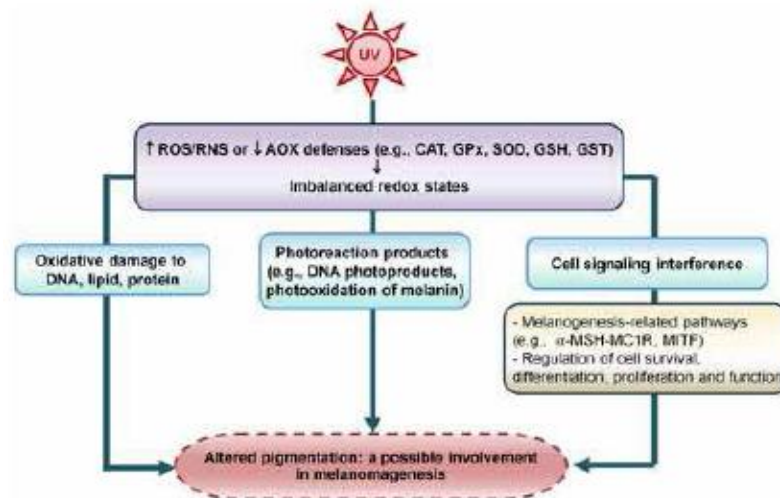 UV
↑ ROS/RNS or ↓ AOX defenses (e.g., CAT, GPx, SOD, GSH, GST)
↓
Imbalanced redox states
Oxidative damage to
DNA, lipid, protein
Photoreaction products
(e.g., DNA photoproducts,
photooxidation of melanin)
Cell signaling interference
- Melanogenesis-related pathways
(e.g., α-MSH-MC1R, MITF)
- Regulation of cell survival,
differentiation, proliferation and function
Altered pigmentation: a possible involvement
in melanomagenesis